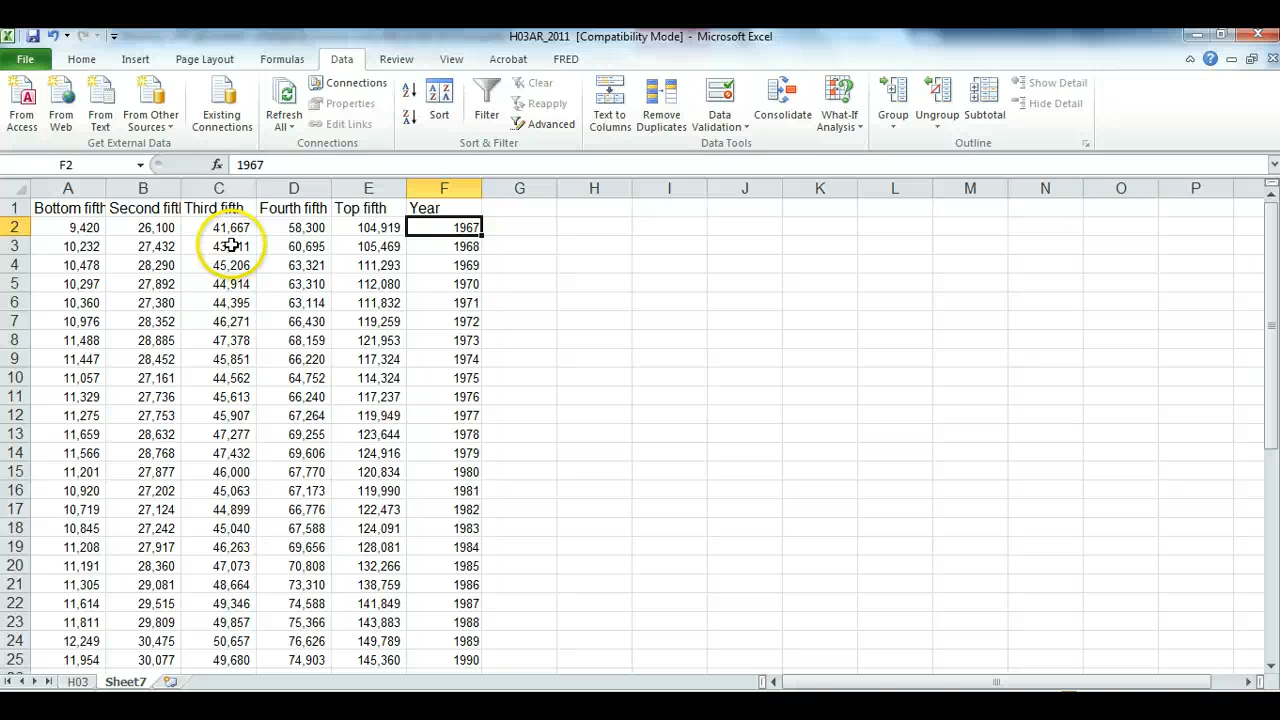 H03AR_2011 [Compatibility Mode] - Microsoft Excel
File Home Insert Page Layout Formulas Data Review View Acrobat FRED
From Access From Web From Text From Other Sources Existing Connections
Get External Data
Refresh All Connections Properties Edit Links
Connections
Sort Filter Clear Reapply Advanced
Sort & Filter
Text to Columns Remove Duplicates Data Validation Consolidate What-If Analysis
Data Tools
Group Ungroup Subtotal Show Detail Hide Detail
Outline
F2 fx 1967
A B C D E F G H I J K L M N O P
1 Bottom fifth Second fift Third fifth Fourth fifth Top fifth Year
2 9,420 26,100 41,667 58,300 104,919 1967
3 10,232 27,432 60,695 105,469 1968
4 10,478 28,290 45,206 63,321 111,293 1969
5 10,297 27,892 44,914 63,310 112,080 1970
6 10,360 27,380 44,395 63,114 111,832 1971
7 10,976 28,352 46,271 66,430 119,259 1972
8 11,488 28,885 47,378 68,159 121,953 1973
9 11,447 28,452 45,851 66,220 117,324 1974
10 11,057 27,161 44,562 64,752 114,324 1975
11 11,329 27,736 45,613 66,240 117,237 1976
12 11,275 27,753 45,907 67,264 119,949 1977
13 11,659 28,632 47,277 69,255 123,644 1978
14 11,566 28,768 47,432 69,606 124,916 1979
15 11,201 27,877 46,000 67,770 120,834 1980
16 10,920 27,202 45,063 67,173 119,990 1981
17 10,719 27,124 44,899 66,776 122,473 1982
18 10,845 27,242 45,040 67,588 124,091 1983
19 11,208 27,917 46,263 69,656 128,081 1984
20 11,191 28,360 47,073 70,808 132,266 1985
21 11,305 29,081 48,664 73,310 138,759 1986
22 11,614 29,515 49,346 74,588 141,849 1987
23 11,811 29,809 49,857 75,366 143,883 1988
24 12,249 30,475 50,657 76,626 149,789 1989
25 11,954 30,077 49,680 74,903 145,360 1990
H03 Sheet7